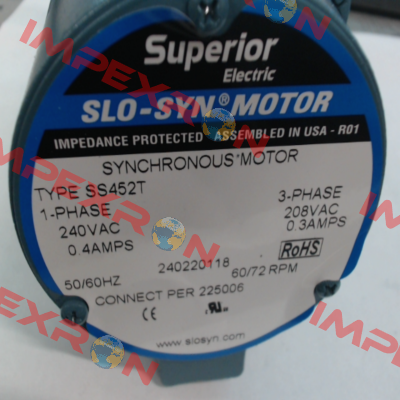 Superior
Electric
SLO-SYN® MOTOR
IMPEDANCE PROTECTED ASSEMBLED IN USA - R01
SYNCHRONOUS MOTOR
TYPE SS452T
1-PHASE 3-PHASE
240VAC 208VAC
0.4AMPS 0.3AMPS
RoHS
240220118
50/60HZ 60/72 RPM
CONNECT PER 225006
CE
www.slosyn.com
IMPEXRON
IMPEXRON
IMPEXRON
IMPEXRON
IMPEXRON